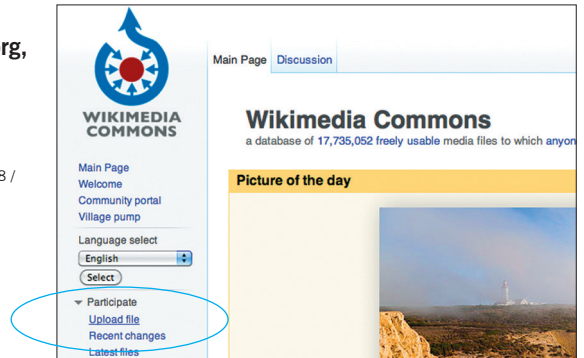 rg,
8 /
WIKIMEDIA
COMMONS
Main Page
Welcome
Community portal
Village pump
Language select
English
Select
Participate
Upload file
Recent changes
Latest files
Main Page Discussion
Wikimedia Commons
a database of 17,735,052 freely usable media files to which anyon
Picture of the day